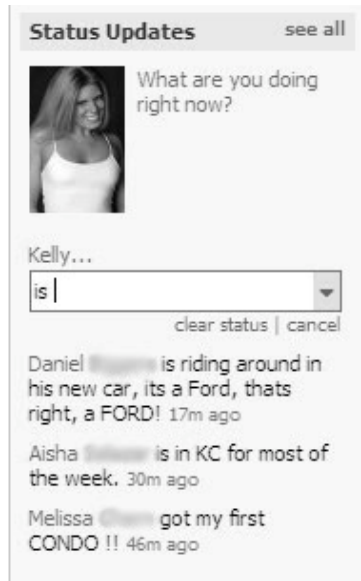 Status Updates see all
What are you doing
right now?
Kelly...
is
clear status | cancel
Daniel is riding around in
his new car, its a Ford, thats
right, a FORD! 17m ago
Aisha is in KC for most of
the week. 30m ago
Melissa got my first
CONDO !! 46m ago